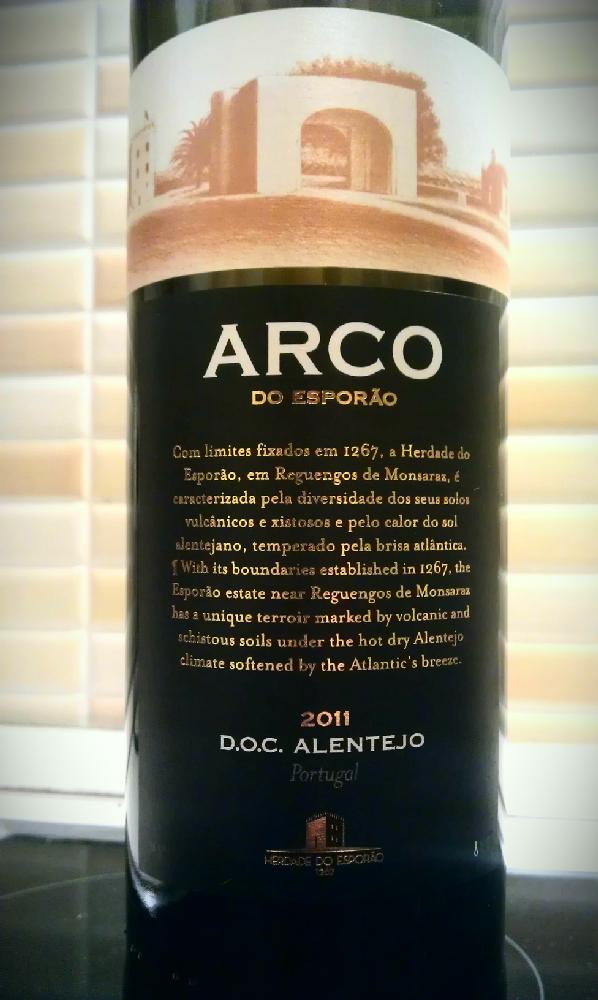 ARCO
DO ESPORÃO
Com limites fixados em 1267, a Herdade do
Esporão, em Reguengos de Monsaraz, é
caracterizada pela diversidade dos seus solos
vulcânicos e xistosos e pelo calor do sol
alentejano, temperado pela brisa atlântica.
¶ With its boundaries established in 1267, the
Esporão estate near Reguengos de Monsaraz
has a unique terroir marked by volcanic and
schistous soils under the hot dry Alentejo
climate softened by the Atlantic's breeze.
2011
D.O.C. ALENTEJO
Portugal
HERDADE DO ESPORÃO
1267